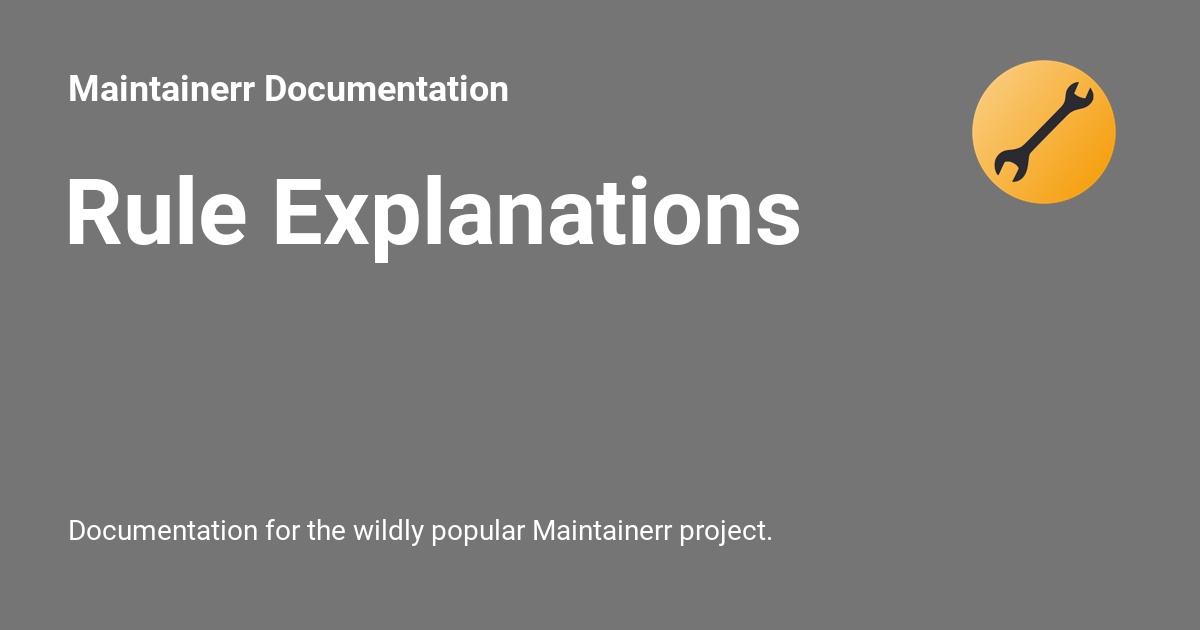 Maintainerr Documentation
Rule Explanations
Documentation for the wildly popular Maintainerr project.